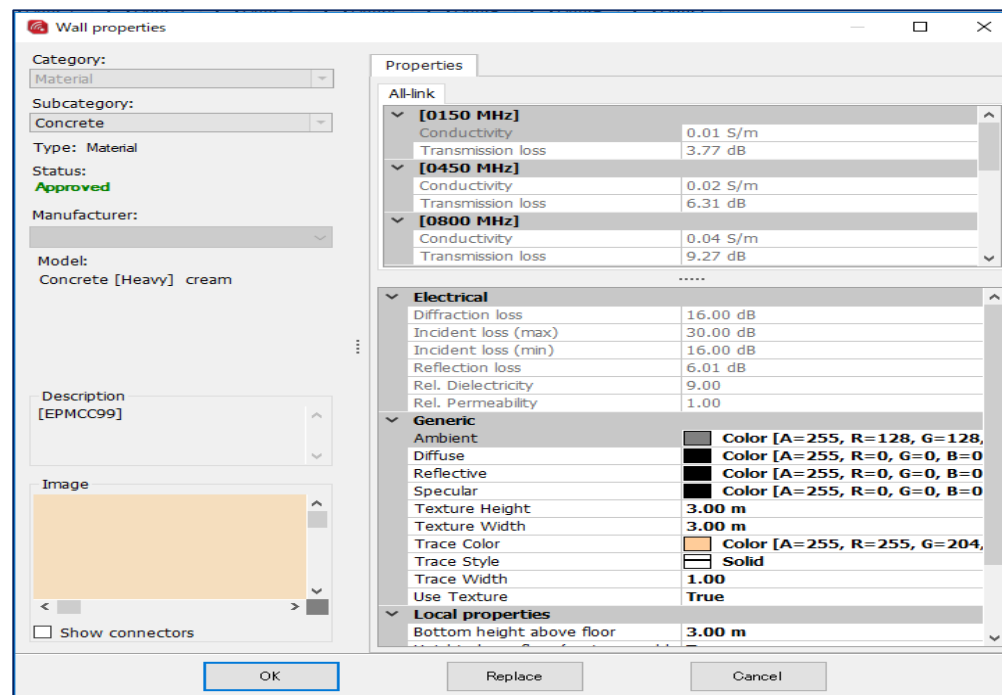 Wall properties
Category:
Material
Subcategory:
Concrete
Type: Material
Status:
Approved
Manufacturer:
Model:
Concrete [Heavy] cream
Description
[EPMCC99]
Image
Show connectors
Properties
All-link
[0150 MHz]
Conductivity 0.01 S/m
Transmission loss 3.77 dB
[0450 MHz]
Conductivity 0.02 S/m
Transmission loss 6.31 dB
[0800 MHz]
Conductivity 0.04 S/m
Transmission loss 9.27 dB
Electrical
Diffraction loss 16.00 dB
Incident loss (max) 30.00 dB
Incident loss (min) 16.00 dB
Reflection loss 6.01 dB
Rel. Dielectricity 9.00
Rel. Permeability 1.00
Generic
Ambient Color [A=255, R=128, G=128,
Diffuse Color [A=255, R=0, G=0, B=0
Reflective Color [A=255, R=0, G=0, B=0
Specular Color [A=255, R=0, G=0, B=0
Texture Height 3.00 m
Texture Width 3.00 m
Trace Color Color [A=255, R=255, G=204,
Trace Style Solid
Trace Width 1.00
Use Texture True
Local properties
Bottom height above floor 3.00 m
OK Replace Cancel